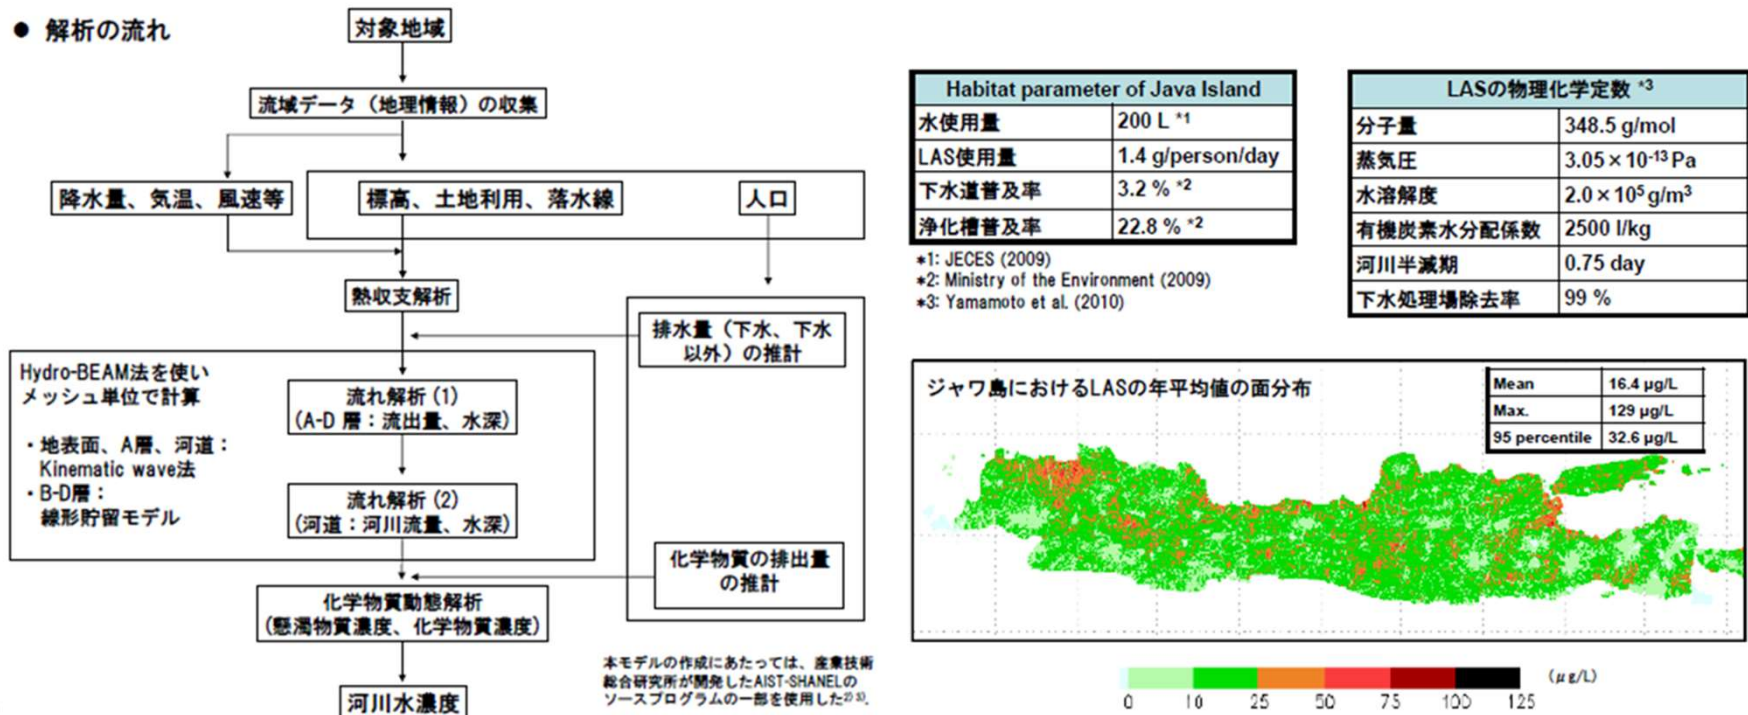 ● 解析の流れ
対象地域
流域データ（地理情報）の収集
降水量、気温、風速等
標高、土地利用、落水線
人口
熱収支解析
排水量（下水、下水
以外）の推計
Hydro-BEAM法を使い
メッシュ単位で計算
・地表面、A層、河道：
Kinematic wave法
・B-D層：
線形貯留モデル
流れ解析(1)
(A-D 層：流出量、水深)
流れ解析(2)
(河道：河川流量、水深)
化学物質の排出量
の推計
化学物質動態解析
(懸濁物質濃度、化学物質濃度)
河川水濃度
本モデルの作成にあたっては、産業技術
総合研究所が開発したAIST-SHANELの
ソースプログラムの一部を使用した2) 3)。
Habitat parameter of Java Island
水使用量 200 L *1
LAS使用量 1.4 g/person/day
下水道普及率 3.2 % *2
浄化槽普及率 22.8 % *2
*1: JECES (2009)
*2: Ministry of the Environment (2009)
*3: Yamamoto et al. (2010)
LASの物理化学定数 *3
分子量 348.5 g/mol
蒸気圧 3.05×10-13 Pa
水溶解度 2.0×105 g/m3
有機炭素水分配係数 2500 l/kg
河川半減期 0.75 day
下水処理場除去率 99 %
ジャワ島におけるLASの年平均値の面分布
Mean 16.4 µg/L
Max. 129 µg/L
95 percentile 32.6 µg/L
(μg/L)
0 10 25 50 75 100 125